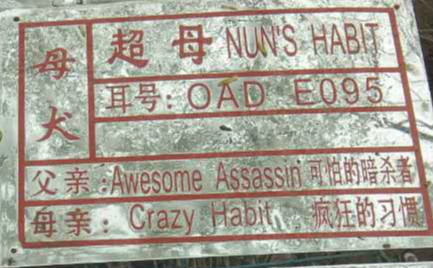 母犬
超母 NUN'S HABIT
耳号: OAD E095
父亲: Awesome Assassin 可怕的暗杀者
母亲: Crazy Habit 疯狂的习惯